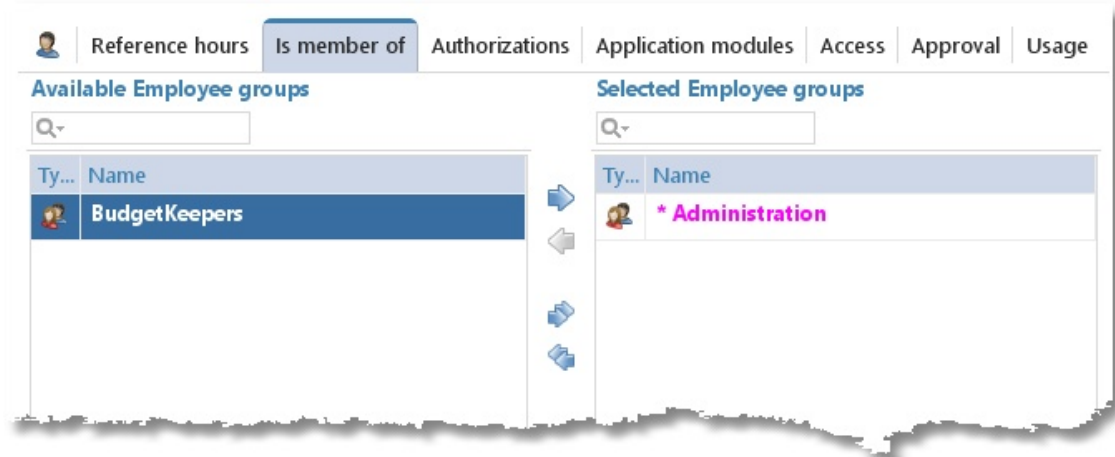 Reference hours Is member of Authorizations Application modules Access Approval Usage
Available Employee groups
Selected Employee groups
Ty... Name
Ty... Name
BudgetKeepers
* Administration